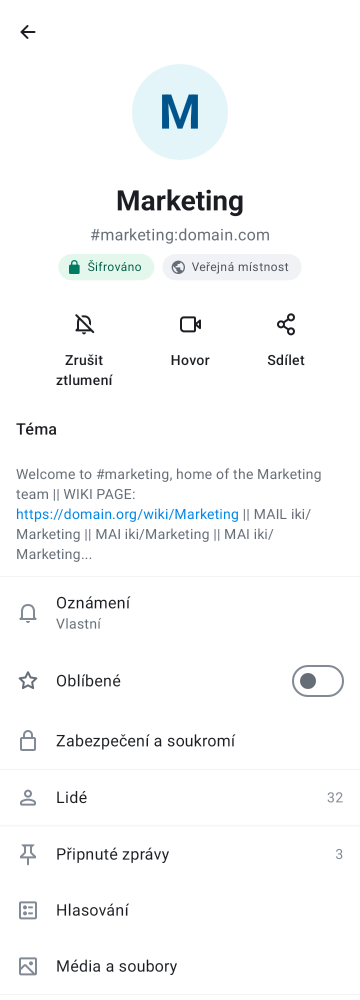 M
Marketing
#marketing:domain.com
Šifrováno
Veřejná místnost
Zrušit
ztlumení
Hovor
Sdílet
Téma
Welcome to #marketing, home of the Marketing
team || WIKI PAGE:
https://domain.org/wiki/Marketing || MAIL iki/
Marketing || MAI iki/Marketing || MAI iki/
Marketing...
Oznámení
Vlastní
Oblíbené
Zabezpečení a soukromí
Lidé 32
Připnuté zprávy 3
Hlasování
Média a soubory